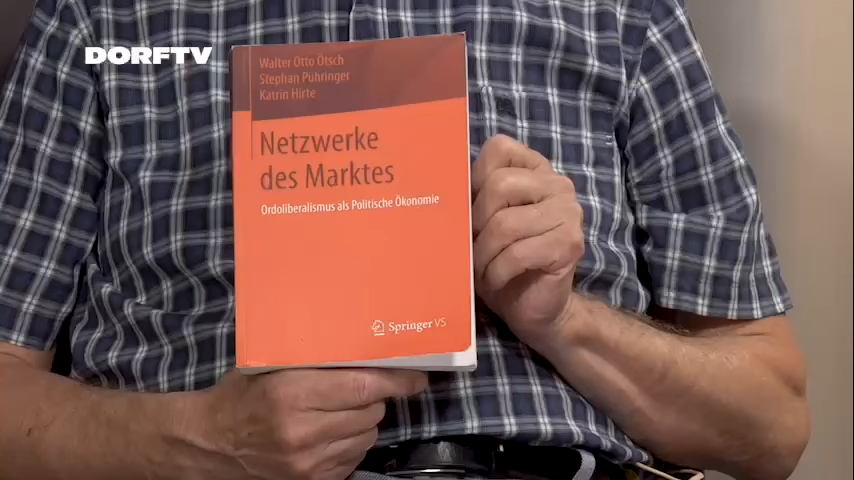 DORFTV
Walter Otto Ötsch
Stephan Pühringer
Katrin Hirte
Netzwerke
des Marktes
Ordoliberalismus als Politische Ökonomie
Springer VS